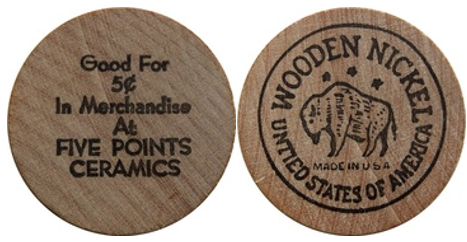 Good For
5¢
In Merchandise
At
FIVE POINTS
CERAMICS
WOODEN NICKEL
MADE IN USA
UNITED STATES OF AMERICA